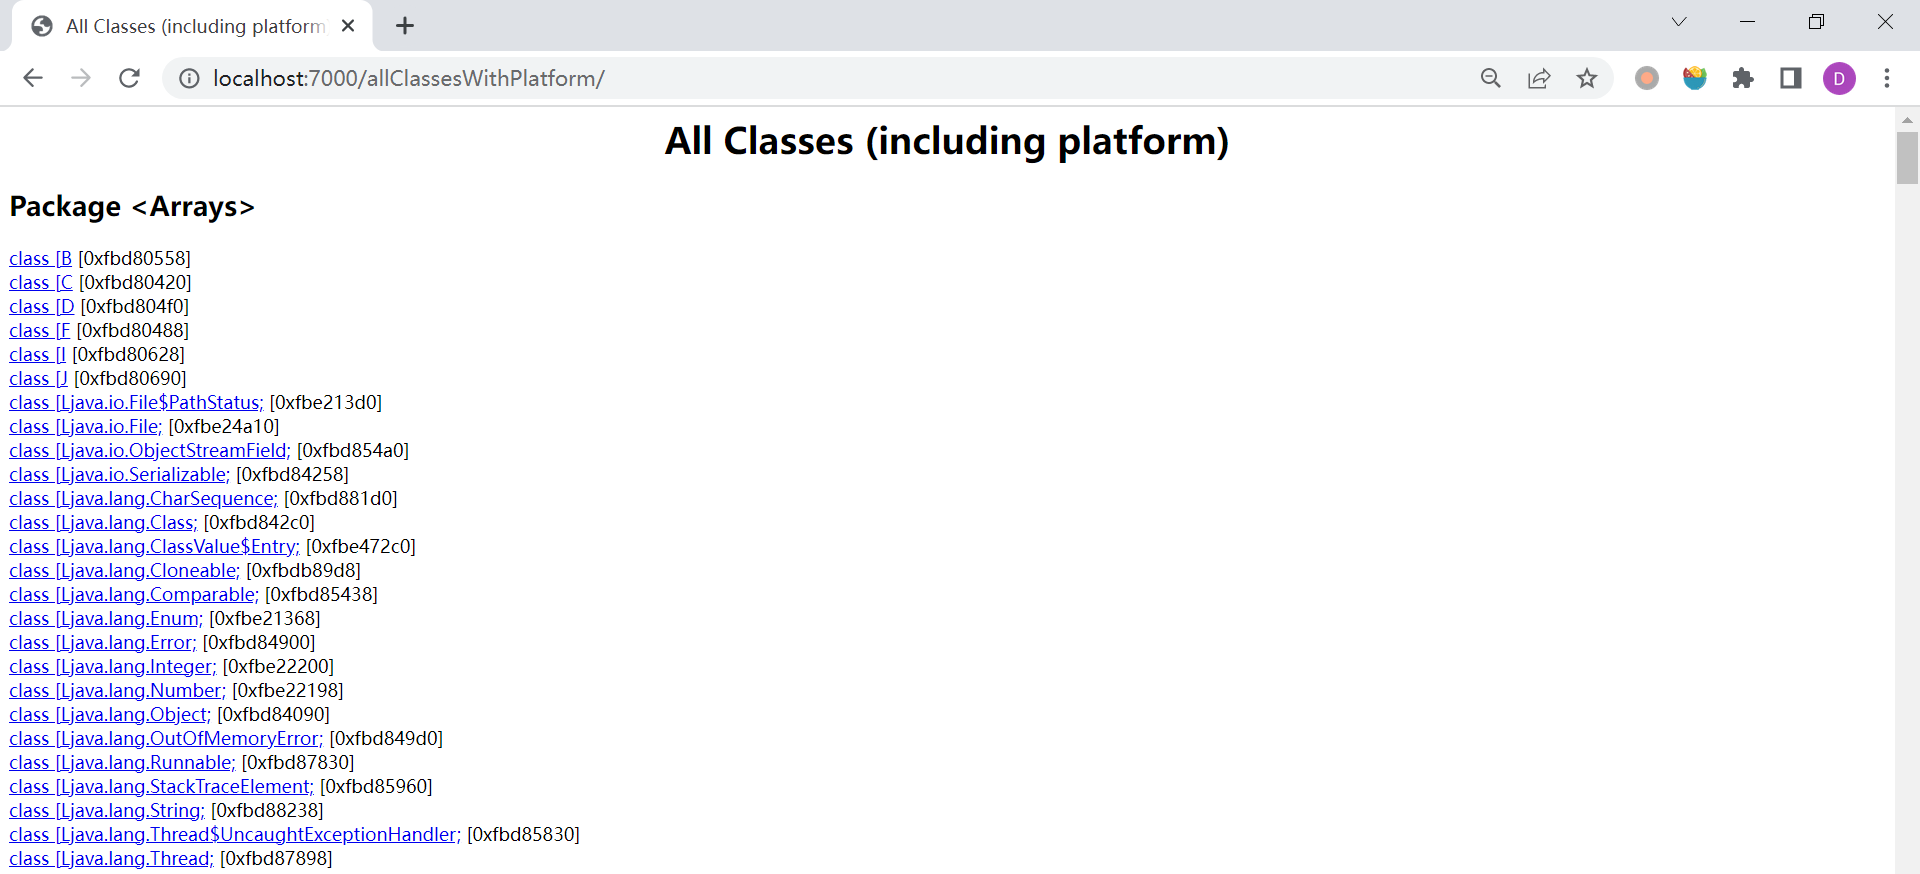 All Classes (including platform
localhost:7000/allClassesWithPlatform/
D
All Classes (including platform)
Package <Arrays>
class [B [0xfbd80558]
class [C [0xfbd80420]
class [D [0xfbd804f0]
class [F [0xfbd80488]
class [I [0xfbd80628]
class [J [0xfbd80690]
class [Ljava.io.File$PathStatus; [0xfbe213d0]
class [Ljava.io.File; [0xfbe24a10]
class [Ljava.io.ObjectStreamField; [0xfbd854a0]
class [Ljava.io.Serializable; [0xfbd84258]
class [Ljava.lang.CharSequence; [0xfbd881d0]
class [Ljava.lang.Class; [0xfbd842c0]
class [Ljava.lang.ClassValue$Entry; [0xfbe472c0]
class [Ljava.lang.Cloneable; [0xfbdb89d8]
class [Ljava.lang.Comparable; [0xfbd85438]
class [Ljava.lang.Enum; [0xfbe21368]
class [Ljava.lang.Error; [0xfbd84900]
class [Ljava.lang.Integer; [0xfbe22200]
class [Ljava.lang.Number; [0xfbe22198]
class [Ljava.lang.Object; [0xfbd84090]
class [Ljava.lang.OutOfMemoryError; [0xfbd849d0]
class [Ljava.lang.Runnable; [0xfbd87830]
class [Ljava.lang.StackTraceElement; [0xfbd85960]
class [Ljava.lang.String; [0xfbd88238]
class [Ljava.lang.Thread$UncaughtExceptionHandler; [0xfbd85830]
class [Ljava.lang.Thread; [0xfbd87898]